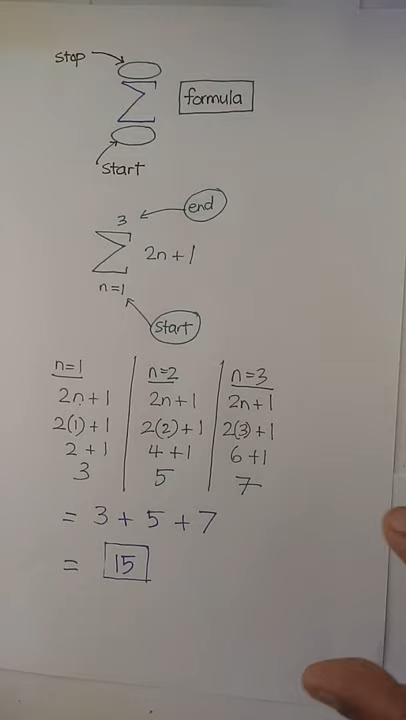 stop
Σ formula
start
3
end
Σ 2n+1
n=1
start
n=1 n=2 n=3
2n+1 2n+1 2n+1
2(1)+1 2(2)+1 2(3)+1
2+1 4+1 6+1
3 5 7
= 3+5+7
= 15